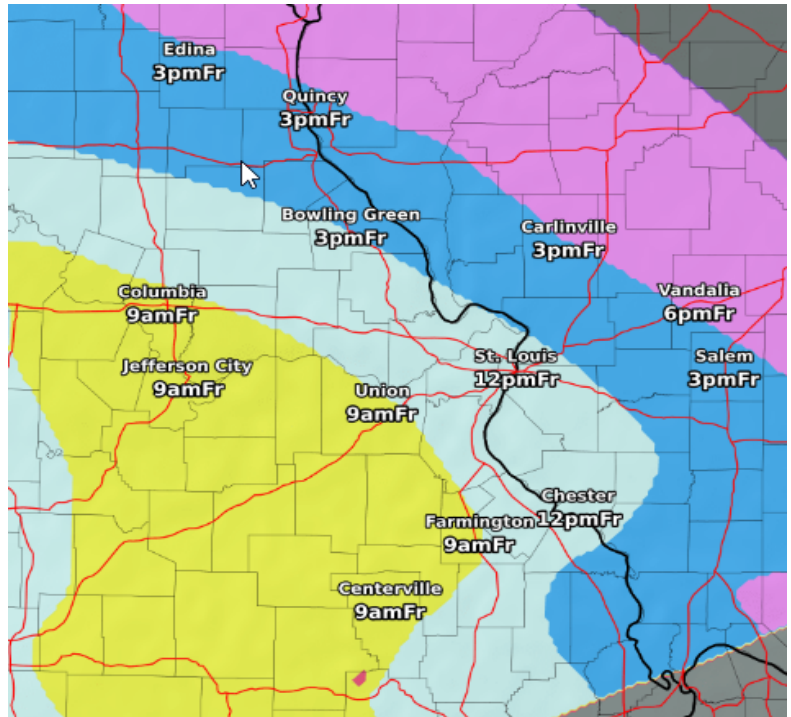 Edina
3pmFr
Quincy
3pmFr
Bowling Green
3pmFr
Carlinville
3pmFr
Columbia
9amFr
Vandalia
6pmFr
Jefferson City
9amFr
St. Louis
12pmFr
Salem
3pmFr
Union
9amFr
Chester
12pmFr
Farmington
9amFr
Centerville
9amFr